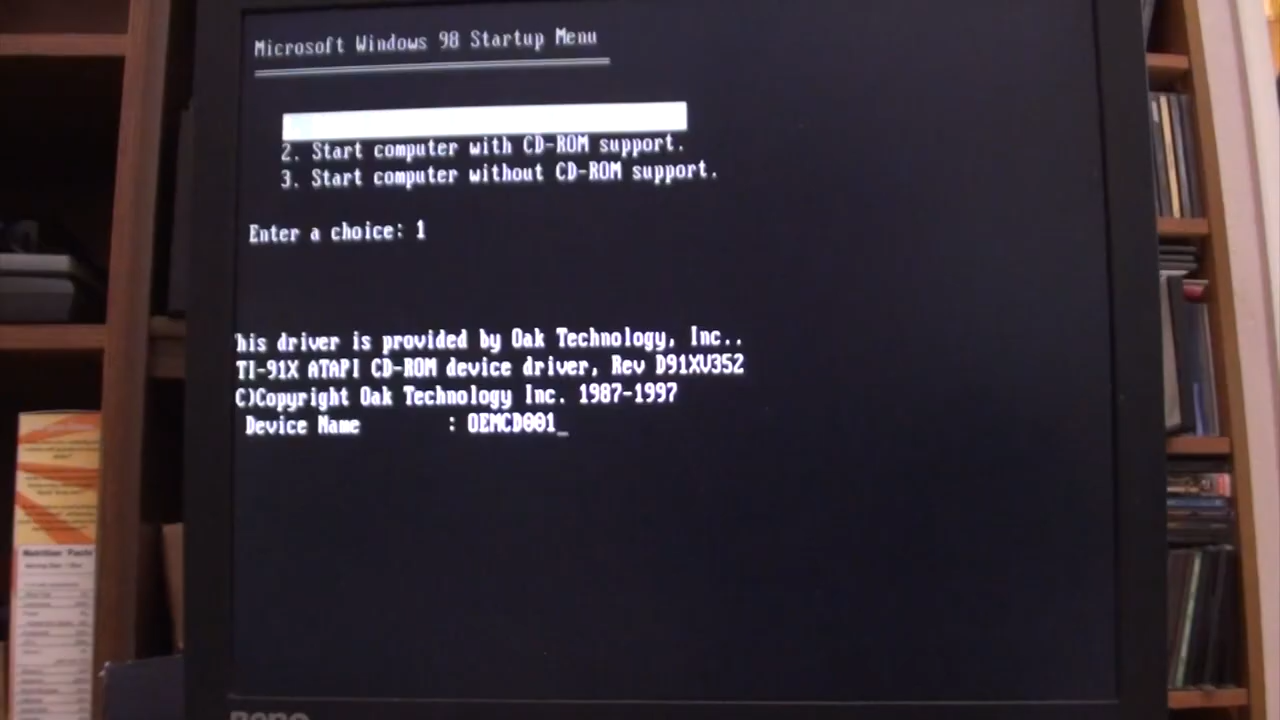 Microsoft Windows 98 Startup Menu
2. Start computer with CD-ROM support.
3. Start computer without CD-ROM support.
Enter a choice: 1
his driver is provided by Oak Technology, Inc..
TI-91X ATAPI CD-ROM device driver, Rev D91XV352
C)Copyright Oak Technology Inc. 1987-1997
Device Name : OEMCD001_
Nutrition Facts